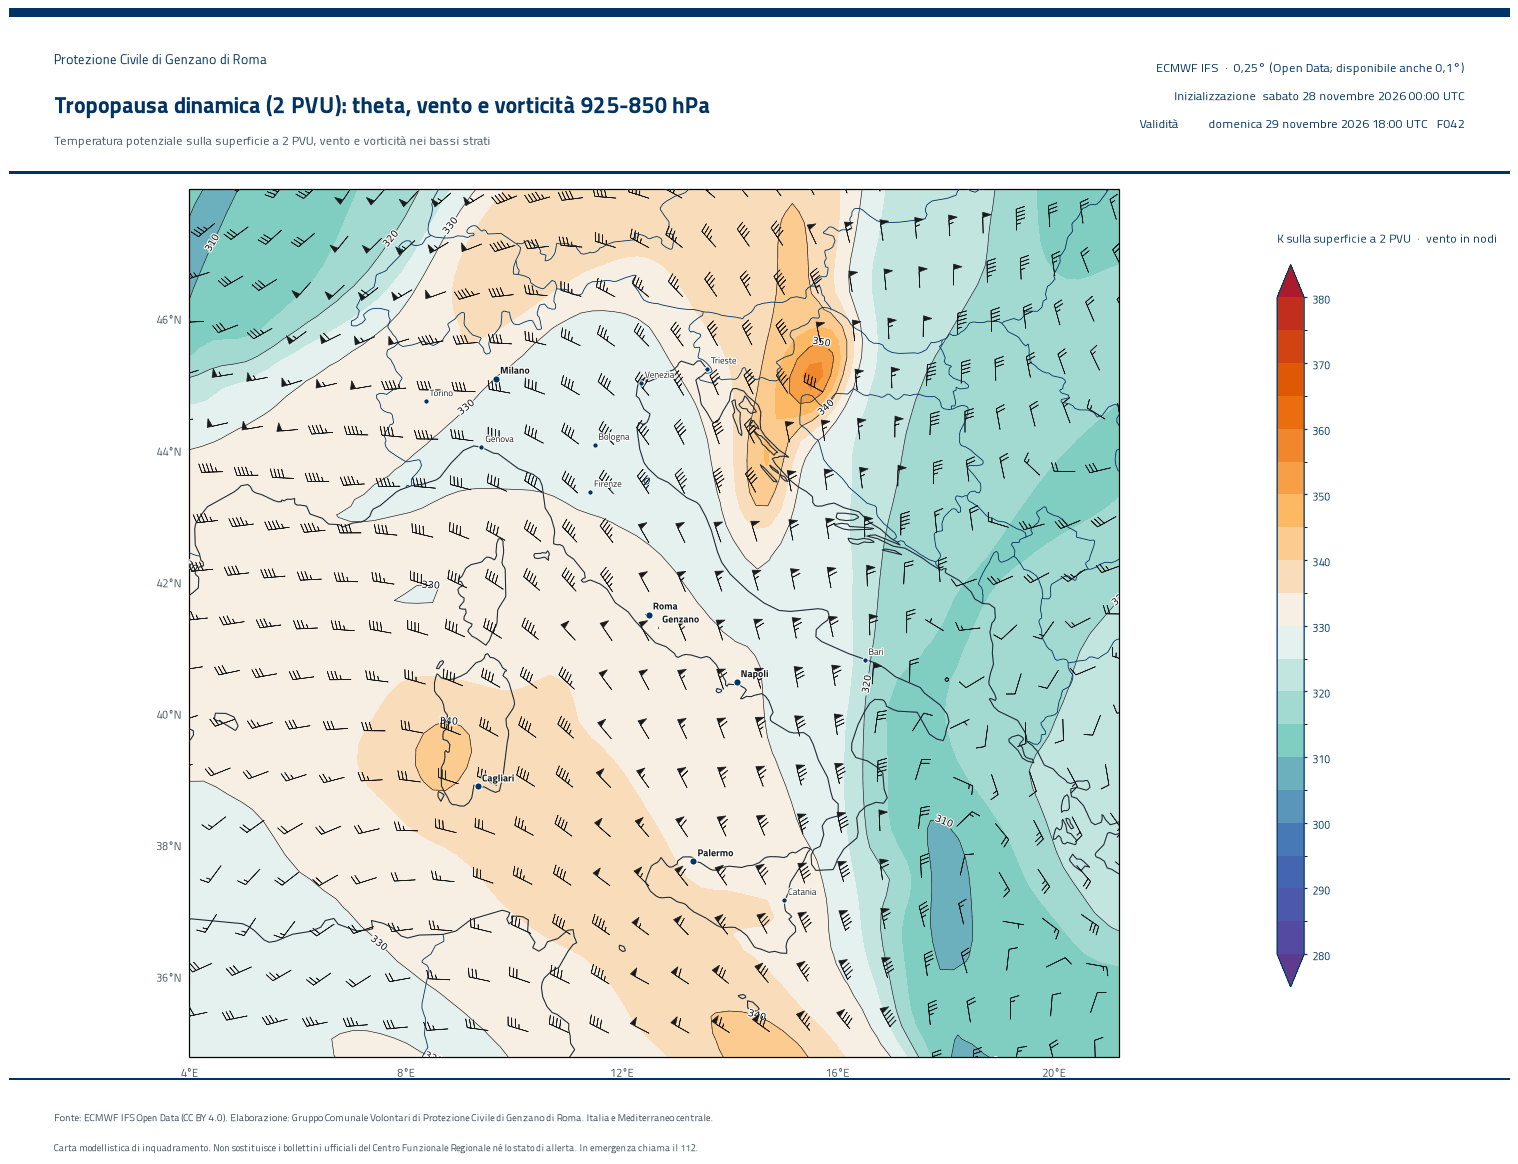 Protezione Civile di Genzano di Roma
Tropopausa dinamica (2 PVU): theta, vento e vorticità 925-850 hPa
Temperatura potenziale sulla superficie a 2 PVU, vento e vorticità nei bassi strati
ECMWF IFS · 0,25° (Open Data; disponibile anche 0,1°)
Inizializzazione sabato 28 novembre 2026 00:00 UTC
Validità domenica 29 novembre 2026 18:00 UTC F042
K sulla superficie a 2 PVU · vento in nodi
380
370
360
350
340
330
320
310
300
290
280
46°N
44°N
42°N
40°N
38°N
36°N
4°E
8°E
12°E
16°E
20°E
310
320
330
350
340
330
330
340
320
310
330
Milano
Torino
Venezia
Trieste
Genova
Bologna
Firenze
Roma
Genzano
Napoli
Bari
Cagliari
Palermo
Catania
Fonte: ECMWF IFS Open Data (CC BY 4.0). Elaborazione: Gruppo Comunale Volontari di Protezione Civile di Genzano di Roma. Italia e Mediterraneo centrale.
Carta modellistica di inquadramento. Non sostituisce i bollettini ufficiali del Centro Funzionale Regionale né lo stato di allerta. In emergenza chiama il 112.